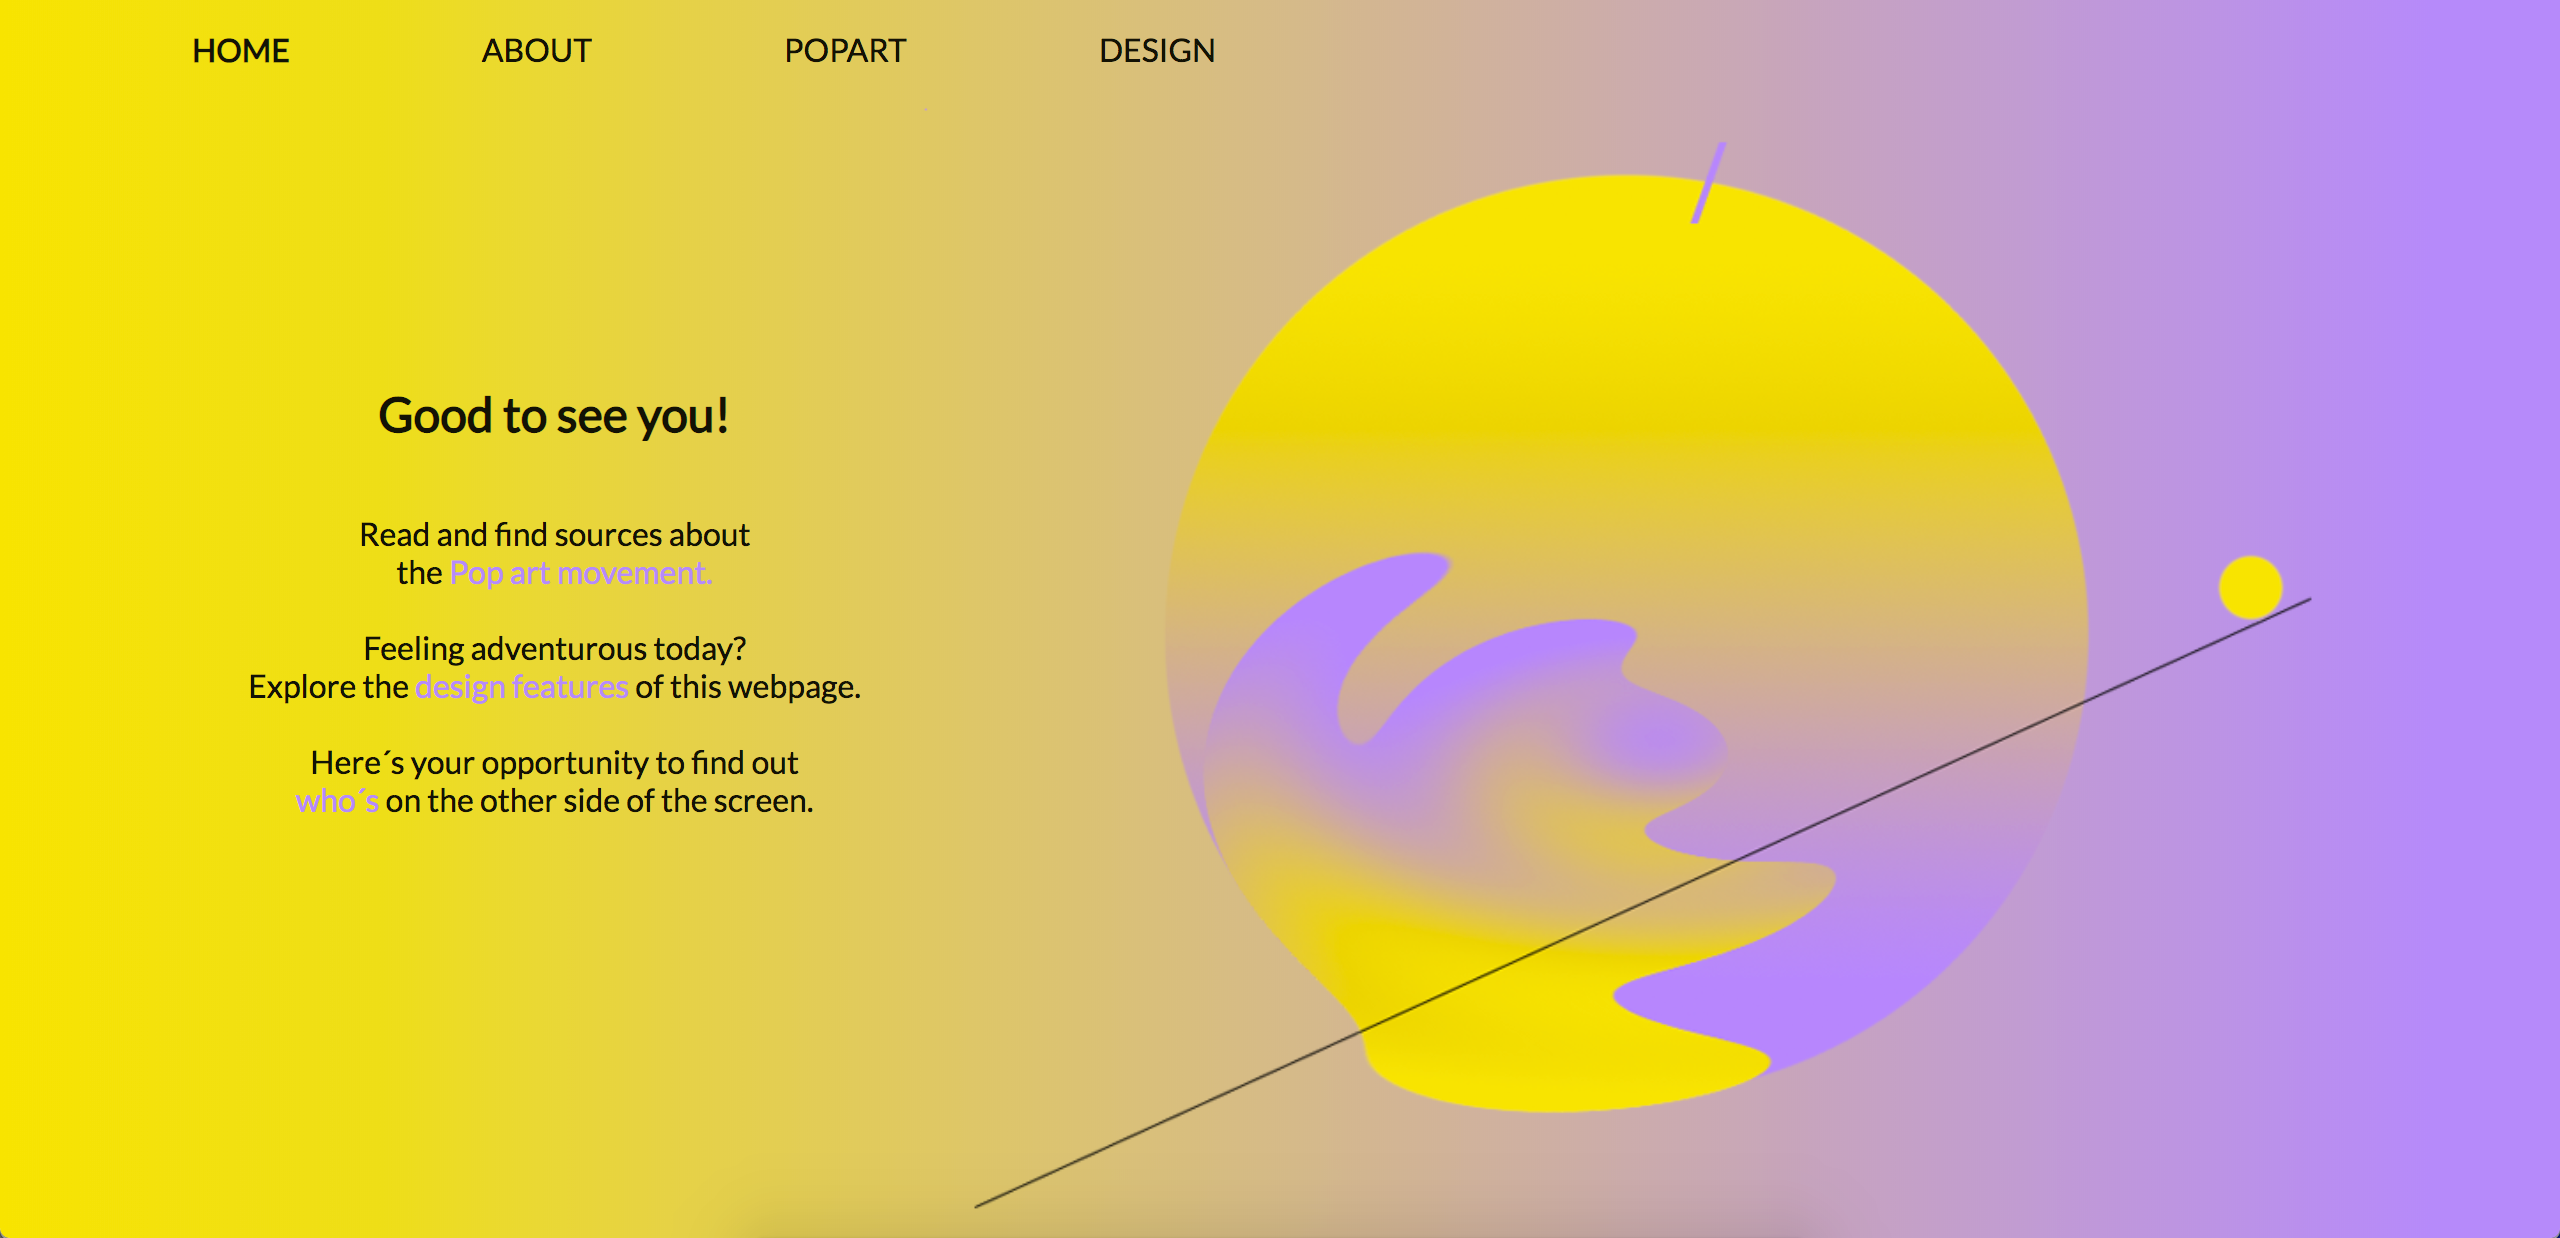 HOME ABOUT POPART DESIGN
Good to see you!
Read and find sources about
the Pop art movement.
Feeling adventurous today?
Explore the design features of this webpage.
Here´s your opportunity to find out
who´s on the other side of the screen.